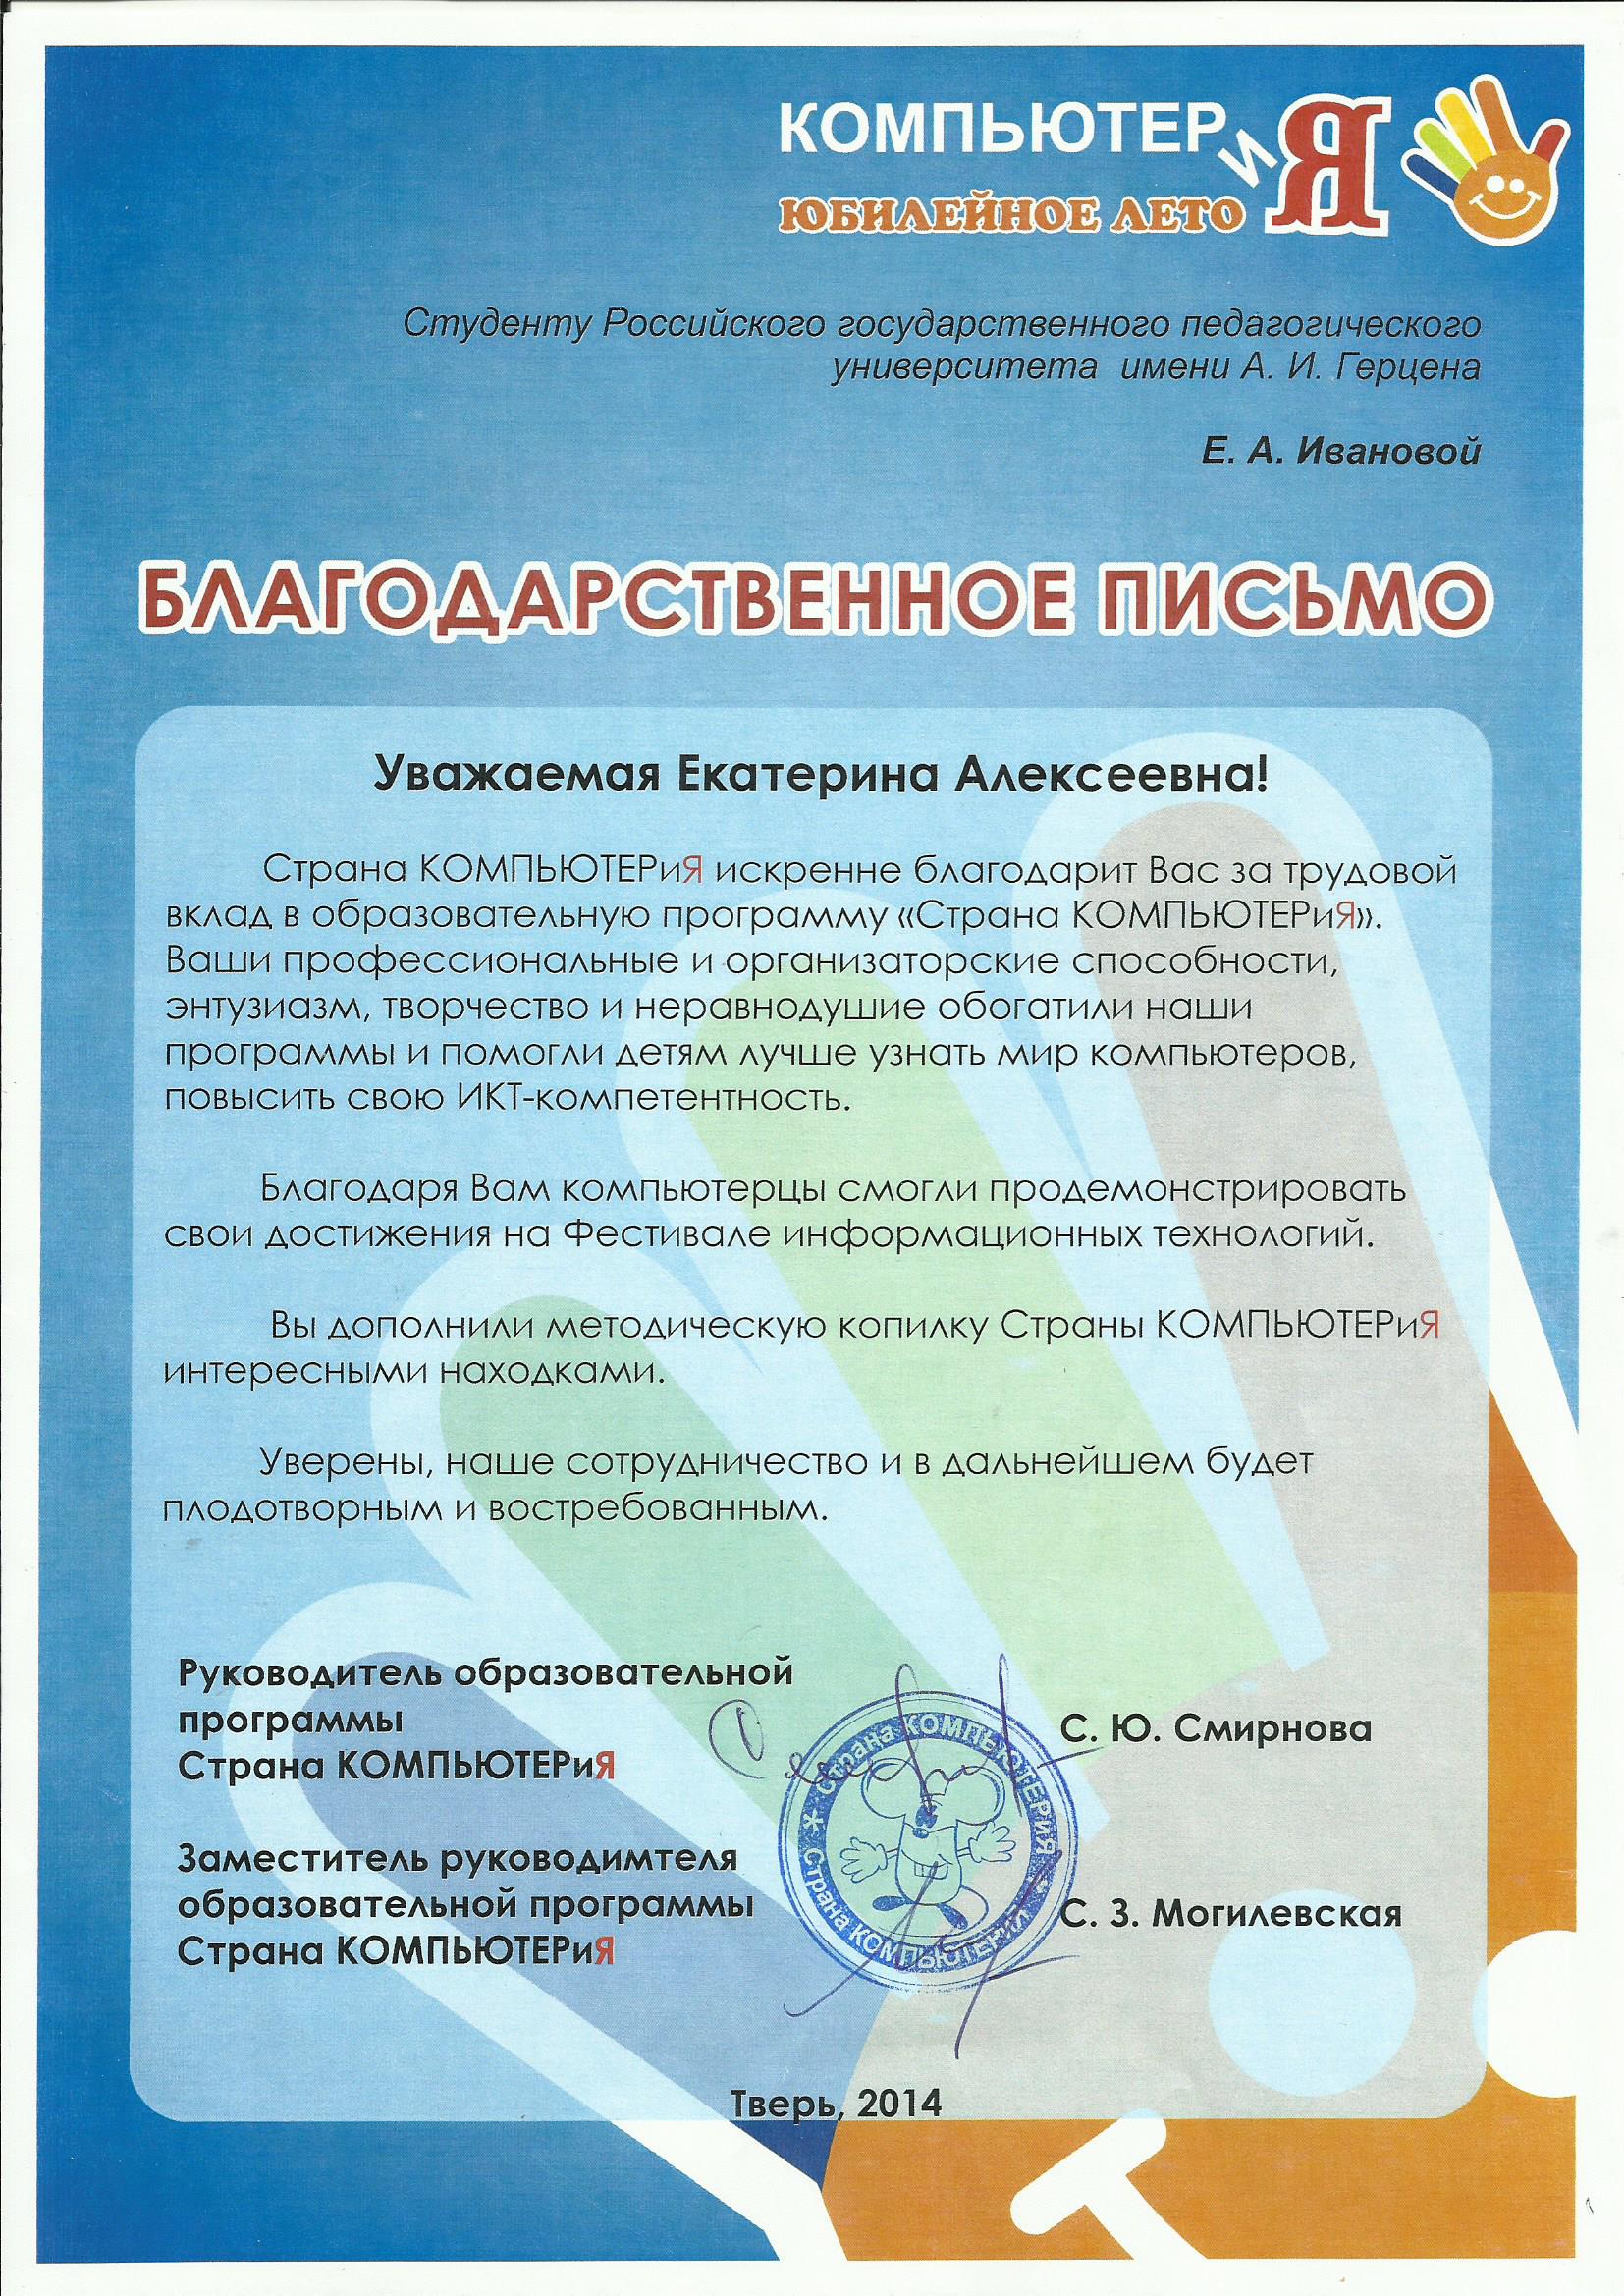 КОМПЬЮТЕРиЯ
ЮБИЛЕЙНОЕ ЛЕТО
Студенту Российского государственного педагогического
университета имени А. И. Герцена
Е. А. Ивановой
БЛАГОДАРСТВЕННОЕ ПИСЬМО
Уважаемая Екатерина Алексеевна!
Страна КОМПЬЮТЕРиЯ искренне благодарит Вас за трудовой
вклад в образовательную программу «Страна КОМПЬЮТЕРиЯ».
Ваши профессиональные и организаторские способности,
энтузиазм, творчество и неравнодушие обогатили наши
программы и помогли детям лучше узнать мир компьютеров,
повысить свою ИКТ-компетентность.
Благодаря Вам компьютерцы смогли продемонстрировать
свои достижения на Фестивале информационных технологий.
Вы дополнили методическую копилку Страны КОМПЬЮТЕРиЯ
интересными находками.
Уверены, наше сотрудничество и в дальнейшем будет
плодотворным и востребованным.
Руководитель образовательной
программы
Страна КОМПЬЮТЕРиЯ
С. Ю. Смирнова
Заместитель руководимтеля
образовательной программы
Страна КОМПЬЮТЕРиЯ
С. З. Могилевская
* Страна КОМПЬЮТЕРИЯ * Страна КОМПЬЮТЕРИЯ
Тверь, 2014